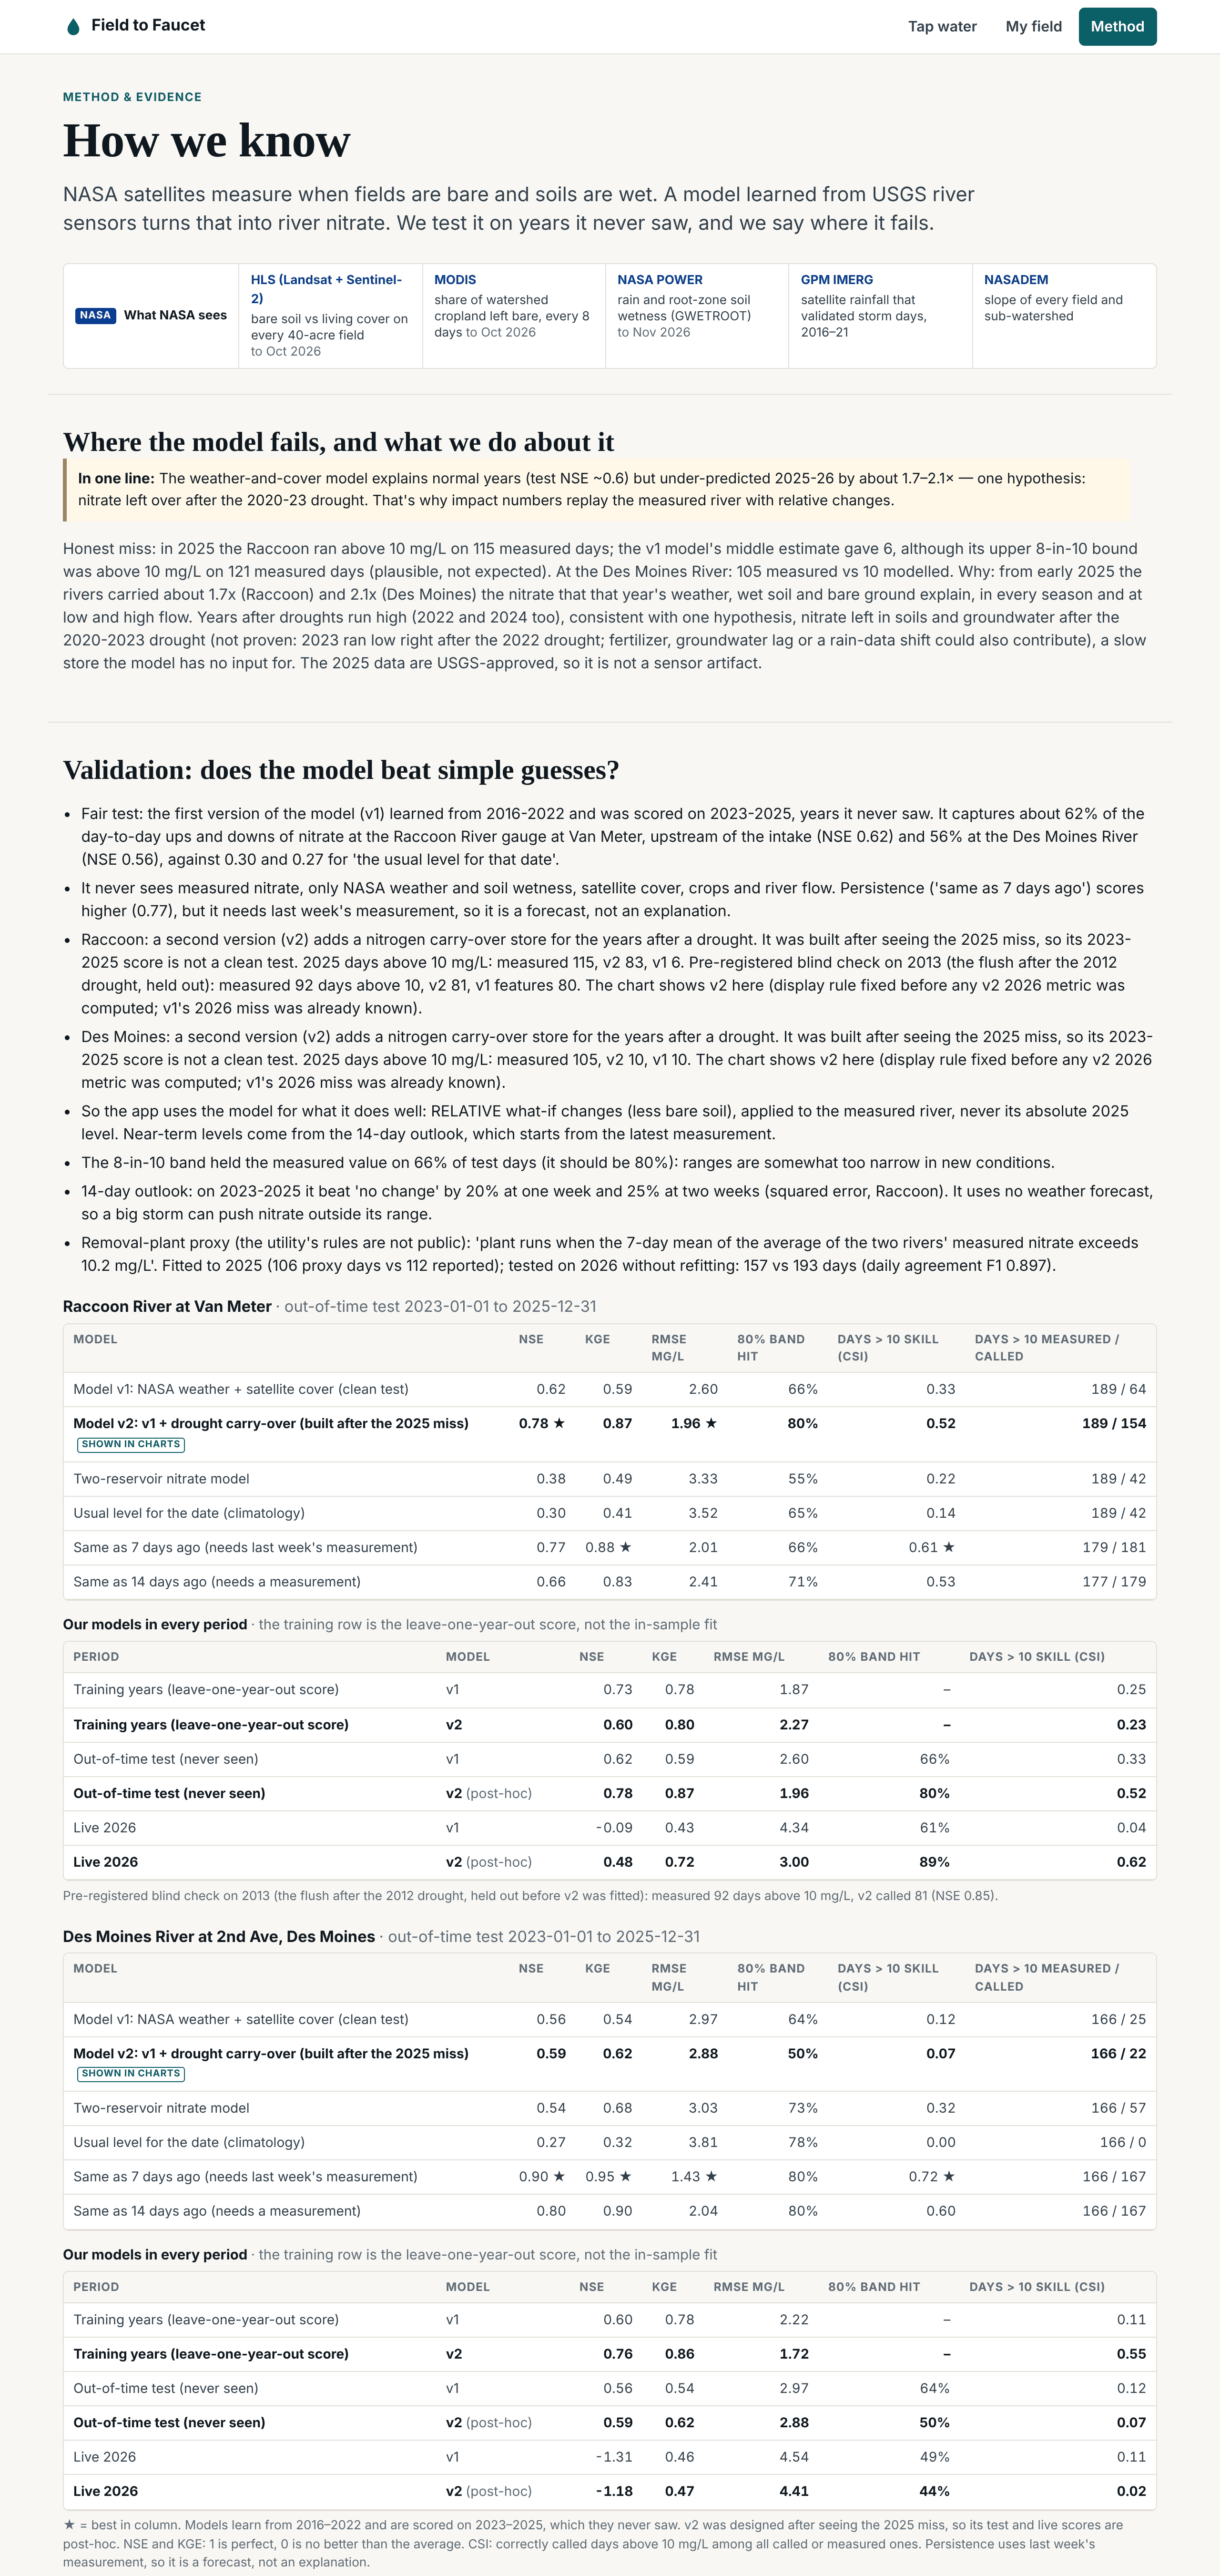 Field to Faucet
Tap water
My field
Method
METHOD & EVIDENCE
How we know
NASA satellites measure when fields are bare and soils are wet. A model learned from USGS river
sensors turns that into river nitrate. We test it on years it never saw, and we say where it fails.
NASA What NASA sees
HLS (Landsat + Sentinel-
2)
bare soil vs living cover on
every 40-acre field
to Oct 2026
MODIS
share of watershed
cropland left bare, every 8
days to Oct 2026
NASA POWER
rain and root-zone soil
wetness (GWETROOT)
to Nov 2026
GPM IMERG
satellite rainfall that
validated storm days,
2016–21
NASADEM
slope of every field and
sub-watershed
Where the model fails, and what we do about it
In one line: The weather-and-cover model explains normal years (test NSE ~0.6) but under-predicted 2025-26 by about 1.7–2.1× — one hypothesis:
nitrate left over after the 2020-23 drought. That's why impact numbers replay the measured river with relative changes.
Honest miss: in 2025 the Raccoon ran above 10 mg/L on 115 measured days; the v1 model's middle estimate gave 6, although its upper 8-in-10 bound
was above 10 mg/L on 121 measured days (plausible, not expected). At the Des Moines River: 105 measured vs 10 modelled. Why: from early 2025 the
rivers carried about 1.7x (Raccoon) and 2.1x (Des Moines) the nitrate that that year's weather, wet soil and bare ground explain, in every season and at
low and high flow. Years after droughts run high (2022 and 2024 too), consistent with one hypothesis, nitrate left in soils and groundwater after the
2020-2023 drought (not proven: 2023 ran low right after the 2022 drought; fertilizer, groundwater lag or a rain-data shift could also contribute), a slow
store the model has no input for. The 2025 data are USGS-approved, so it is not a sensor artifact.
Validation: does the model beat simple guesses?
• Fair test: the first version of the model (v1) learned from 2016-2022 and was scored on 2023-2025, years it never saw. It captures about 62% of the
day-to-day ups and downs of nitrate at the Raccoon River gauge at Van Meter, upstream of the intake (NSE 0.62) and 56% at the Des Moines River
(NSE 0.56), against 0.30 and 0.27 for 'the usual level for that date'.
• It never sees measured nitrate, only NASA weather and soil wetness, satellite cover, crops and river flow. Persistence ('same as 7 days ago') scores
higher (0.77), but it needs last week's measurement, so it is a forecast, not an explanation.
• Raccoon: a second version (v2) adds a nitrogen carry-over store for the years after a drought. It was built after seeing the 2025 miss, so its 2023-
2025 score is not a clean test. 2025 days above 10 mg/L: measured 115, v2 83, v1 6. Pre-registered blind check on 2013 (the flush after the 2012
drought, held out): measured 92 days above 10, v2 81, v1 features 80. The chart shows v2 here (display rule fixed before any v2 2026 metric was
computed; v1's 2026 miss was already known).
• Des Moines: a second version (v2) adds a nitrogen carry-over store for the years after a drought. It was built after seeing the 2025 miss, so its 2023-
2025 score is not a clean test. 2025 days above 10 mg/L: measured 105, v2 10, v1 10. The chart shows v2 here (display rule fixed before any v2 2026
metric was computed; v1's 2026 miss was already known).
• So the app uses the model for what it does well: RELATIVE what-if changes (less bare soil), applied to the measured river, never its absolute 2025
level. Near-term levels come from the 14-day outlook, which starts from the latest measurement.
• The 8-in-10 band held the measured value on 66% of test days (it should be 80%): ranges are somewhat too narrow in new conditions.
• 14-day outlook: on 2023-2025 it beat 'no change' by 20% at one week and 25% at two weeks (squared error, Raccoon). It uses no weather forecast,
so a big storm can push nitrate outside its range.
• Removal-plant proxy (the utility's rules are not public): 'plant runs when the 7-day mean of the average of the two rivers' measured nitrate exceeds
10.2 mg/L'. Fitted to 2025 (106 proxy days vs 112 reported); tested on 2026 without refitting: 157 vs 193 days (daily agreement F1 0.897).
Raccoon River at Van Meter · out-of-time test 2023-01-01 to 2025-12-31
MODEL NSE KGE RMSE MG/L 80% BAND HIT DAYS > 10 SKILL (CSI) DAYS > 10 MEASURED / CALLED
Model v1: NASA weather + satellite cover (clean test) 0.62 0.59 2.60 66% 0.33 189 / 64
Model v2: v1 + drought carry-over (built after the 2025 miss) 0.78 ★ 0.87 1.96 ★ 80% 0.52 189 / 154
SHOWN IN CHARTS
Two-reservoir nitrate model 0.38 0.49 3.33 55% 0.22 189 / 42
Usual level for the date (climatology) 0.30 0.41 3.52 65% 0.14 189 / 42
Same as 7 days ago (needs last week's measurement) 0.77 0.88 ★ 2.01 66% 0.61 ★ 179 / 181
Same as 14 days ago (needs a measurement) 0.66 0.83 2.41 71% 0.53 177 / 179
Our models in every period · the training row is the leave-one-year-out score, not the in-sample fit
PERIOD MODEL NSE KGE RMSE MG/L 80% BAND HIT DAYS > 10 SKILL (CSI)
Training years (leave-one-year-out score) v1 0.73 0.78 1.87 – 0.25
Training years (leave-one-year-out score) v2 0.60 0.80 2.27 – 0.23
Out-of-time test (never seen) v1 0.62 0.59 2.60 66% 0.33
Out-of-time test (never seen) v2 (post-hoc) 0.78 0.87 1.96 80% 0.52
Live 2026 v1 -0.09 0.43 4.34 61% 0.04
Live 2026 v2 (post-hoc) 0.48 0.72 3.00 89% 0.62
Pre-registered blind check on 2013 (the flush after the 2012 drought, held out before v2 was fitted): measured 92 days above 10 mg/L, v2 called 81 (NSE 0.85).
Des Moines River at 2nd Ave, Des Moines · out-of-time test 2023-01-01 to 2025-12-31
MODEL NSE KGE RMSE MG/L 80% BAND HIT DAYS > 10 SKILL (CSI) DAYS > 10 MEASURED / CALLED
Model v1: NASA weather + satellite cover (clean test) 0.56 0.54 2.97 64% 0.12 166 / 25
Model v2: v1 + drought carry-over (built after the 2025 miss) 0.59 0.62 2.88 50% 0.07 166 / 22
SHOWN IN CHARTS
Two-reservoir nitrate model 0.54 0.68 3.03 73% 0.32 166 / 57
Usual level for the date (climatology) 0.27 0.32 3.81 78% 0.00 166 / 0
Same as 7 days ago (needs last week's measurement) 0.90 ★ 0.95 ★ 1.43 ★ 80% 0.72 ★ 166 / 167
Same as 14 days ago (needs a measurement) 0.80 0.90 2.04 80% 0.60 166 / 167
Our models in every period · the training row is the leave-one-year-out score, not the in-sample fit
PERIOD MODEL NSE KGE RMSE MG/L 80% BAND HIT DAYS > 10 SKILL (CSI)
Training years (leave-one-year-out score) v1 0.60 0.78 2.22 – 0.11
Training years (leave-one-year-out score) v2 0.76 0.86 1.72 – 0.55
Out-of-time test (never seen) v1 0.56 0.54 2.97 64% 0.12
Out-of-time test (never seen) v2 (post-hoc) 0.59 0.62 2.88 50% 0.07
Live 2026 v1 -1.31 0.46 4.54 49% 0.11
Live 2026 v2 (post-hoc) -1.18 0.47 4.41 44% 0.02
★ = best in column. Models learn from 2016–2022 and are scored on 2023–2025, which they never saw. v2 was designed after seeing the 2025 miss, so its test and live scores are
post-hoc. NSE and KGE: 1 is perfect, 0 is no better than the average. CSI: correctly called days above 10 mg/L among all called or measured ones. Persistence uses last week's
measurement, so it is a forecast, not an explanation.